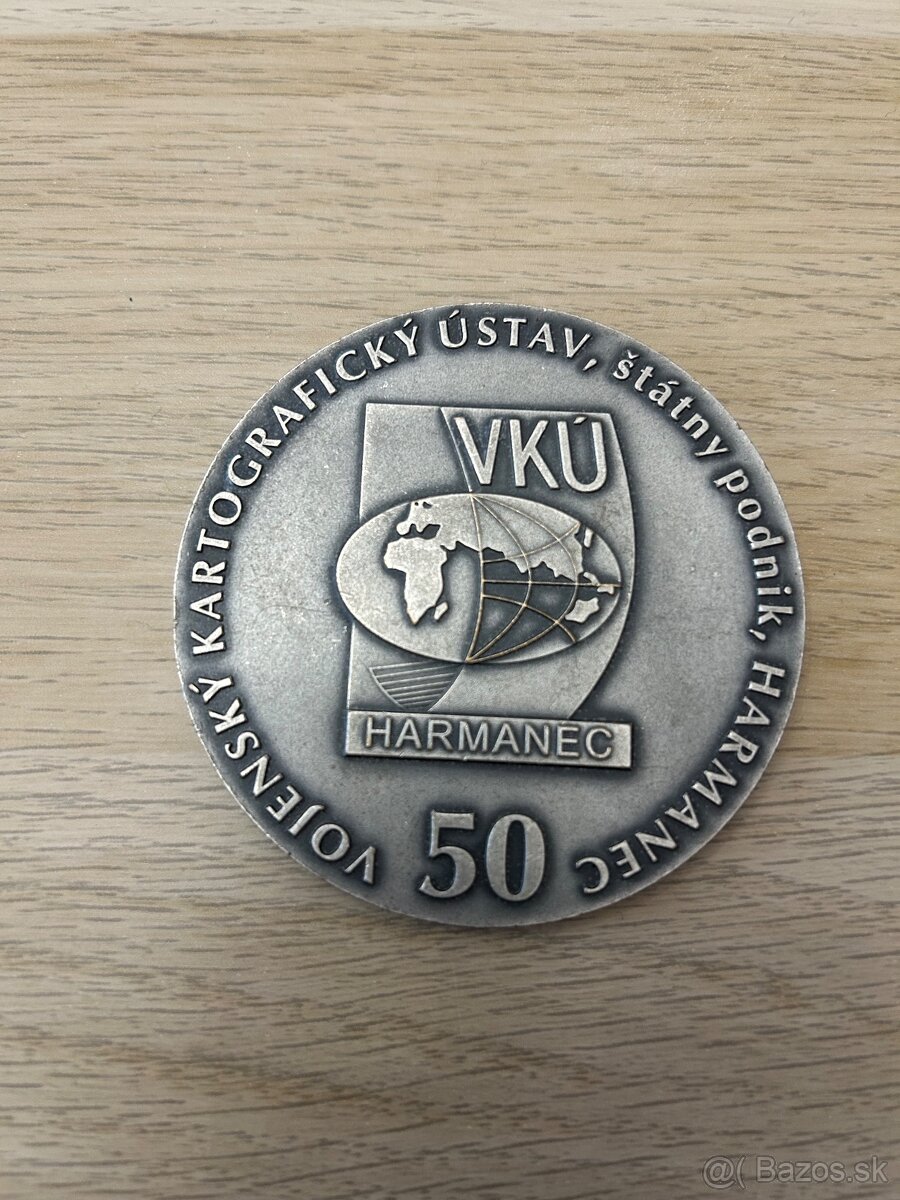 VOJENSKÝ KARTOGRAFICKÝ ÚSTAV, štátny podnik, HARMANEC
VKÚ
HARMANEC
50
@( Bazos.sk